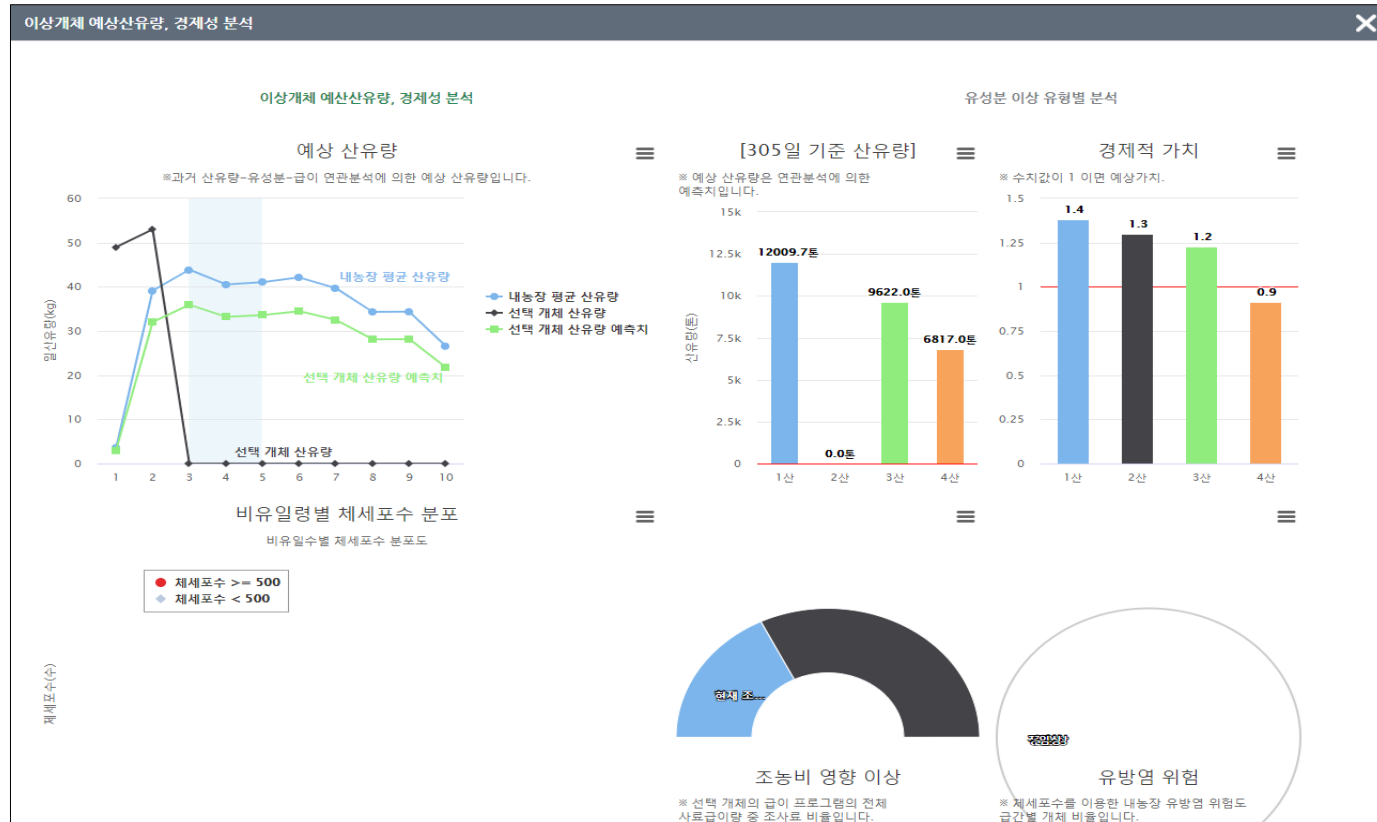 이상개체 예상산유량, 경제성 분석
이상개체 예산산유량, 경제성 분석
유성분 이상 유형별 분석
예상 산유량
※과거 산유량-유성분-급이 연관분석에 의한 예상 산유량입니다.
60
50
40
30
20
10
0
일산유량(kg)
내농장 평균 산유량
선택 개체 산유량 예측치
선택 개체 산유량
1 2 3 4 5 6 7 8 9 10
내농장 평균 산유량
선택 개체 산유량
선택 개체 산유량 예측치
[305일 기준 산유량]
※ 예상 산유량은 연관분석에 의한
예측치입니다.
15k
12.5k
10k
7.5k
5k
2.5k
0
산유량(톤)
12009.7톤
0.0톤
9622.0톤
6817.0톤
1산 2산 3산 4산
경제적 가치
※ 수치값이 1 이면 예상가치.
1.5
1.25
1
0.75
0.5
0.25
0
1.4
1.3
1.2
0.9
1산 2산 3산 4산
비유일령별 체세포수 분포
비유일수별 체세포수 분포도
체세포수 >= 500
체세포수 < 500
체세포수(수)
현재 조...
조농비 영향 이상
※ 선택 개체의 급이 프로그램의 전체
사료급이량 중 조사료 비율입니다.
유방염 위험
※ 체세포수를 이용한 내농장 유방염 위험도
급간별 개체 비율입니다.